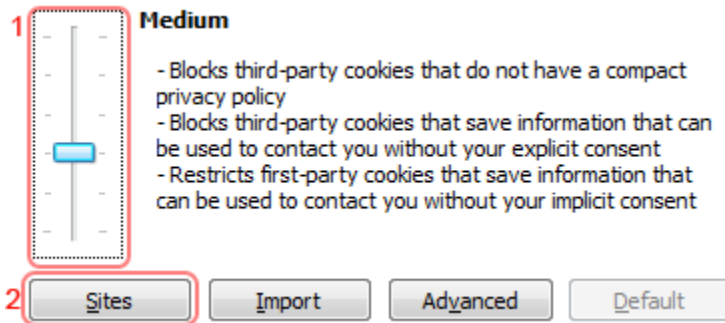 1
Medium
- Blocks third-party cookies that do not have a compact
privacy policy
- Blocks third-party cookies that save information that can
be used to contact you without your explicit consent
- Restricts first-party cookies that save information that
can be used to contact you without your implicit consent
2 Sites Import Advanced Default